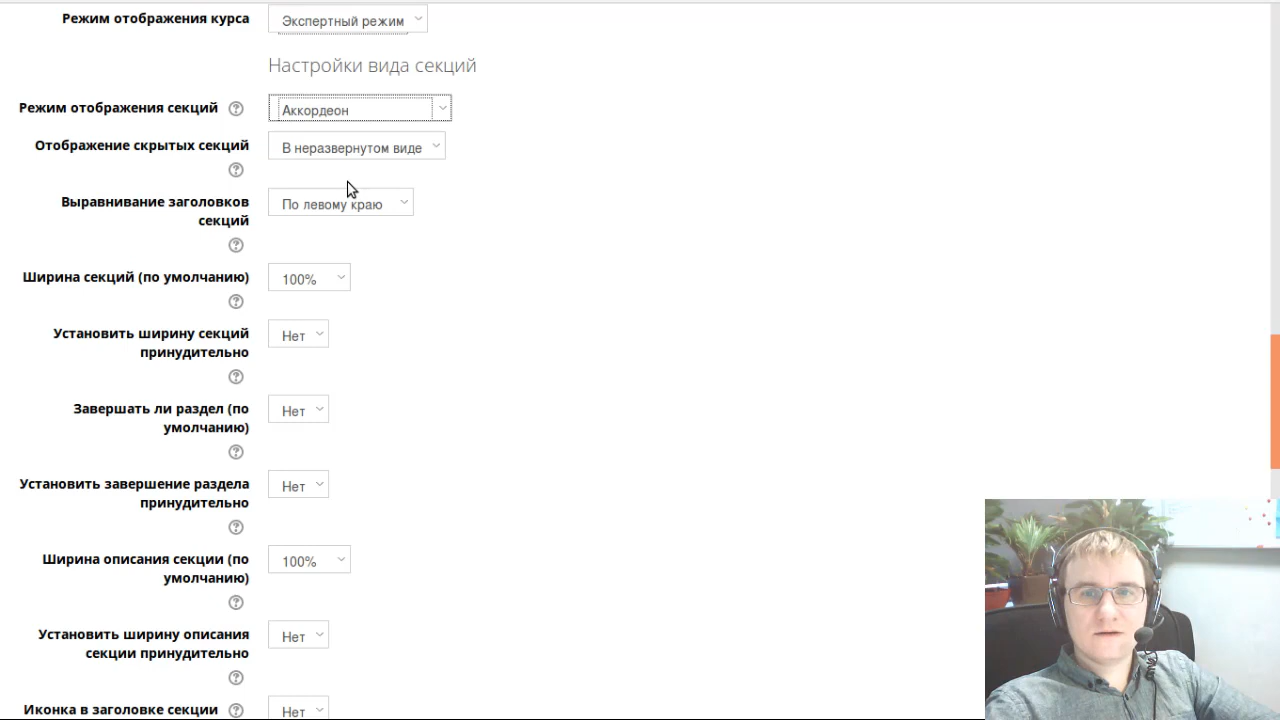 Режим отображения курса Экспертный режим
Настройки вида секций
Режим отображения секций Аккордеон
Отображение скрытых секций В неразвернутом виде
Выравнивание заголовков
секций
По левому краю
Ширина секций (по умолчанию) 100%
Установить ширину секций
принудительно
Нет
Завершать ли раздел (по
умолчанию)
Нет
Установить завершение раздела
принудительно
Нет
Ширина описания секции (по
умолчанию)
100%
Установить ширину описания
секции принудительно
Нет
Иконка в заголовке секции Нет